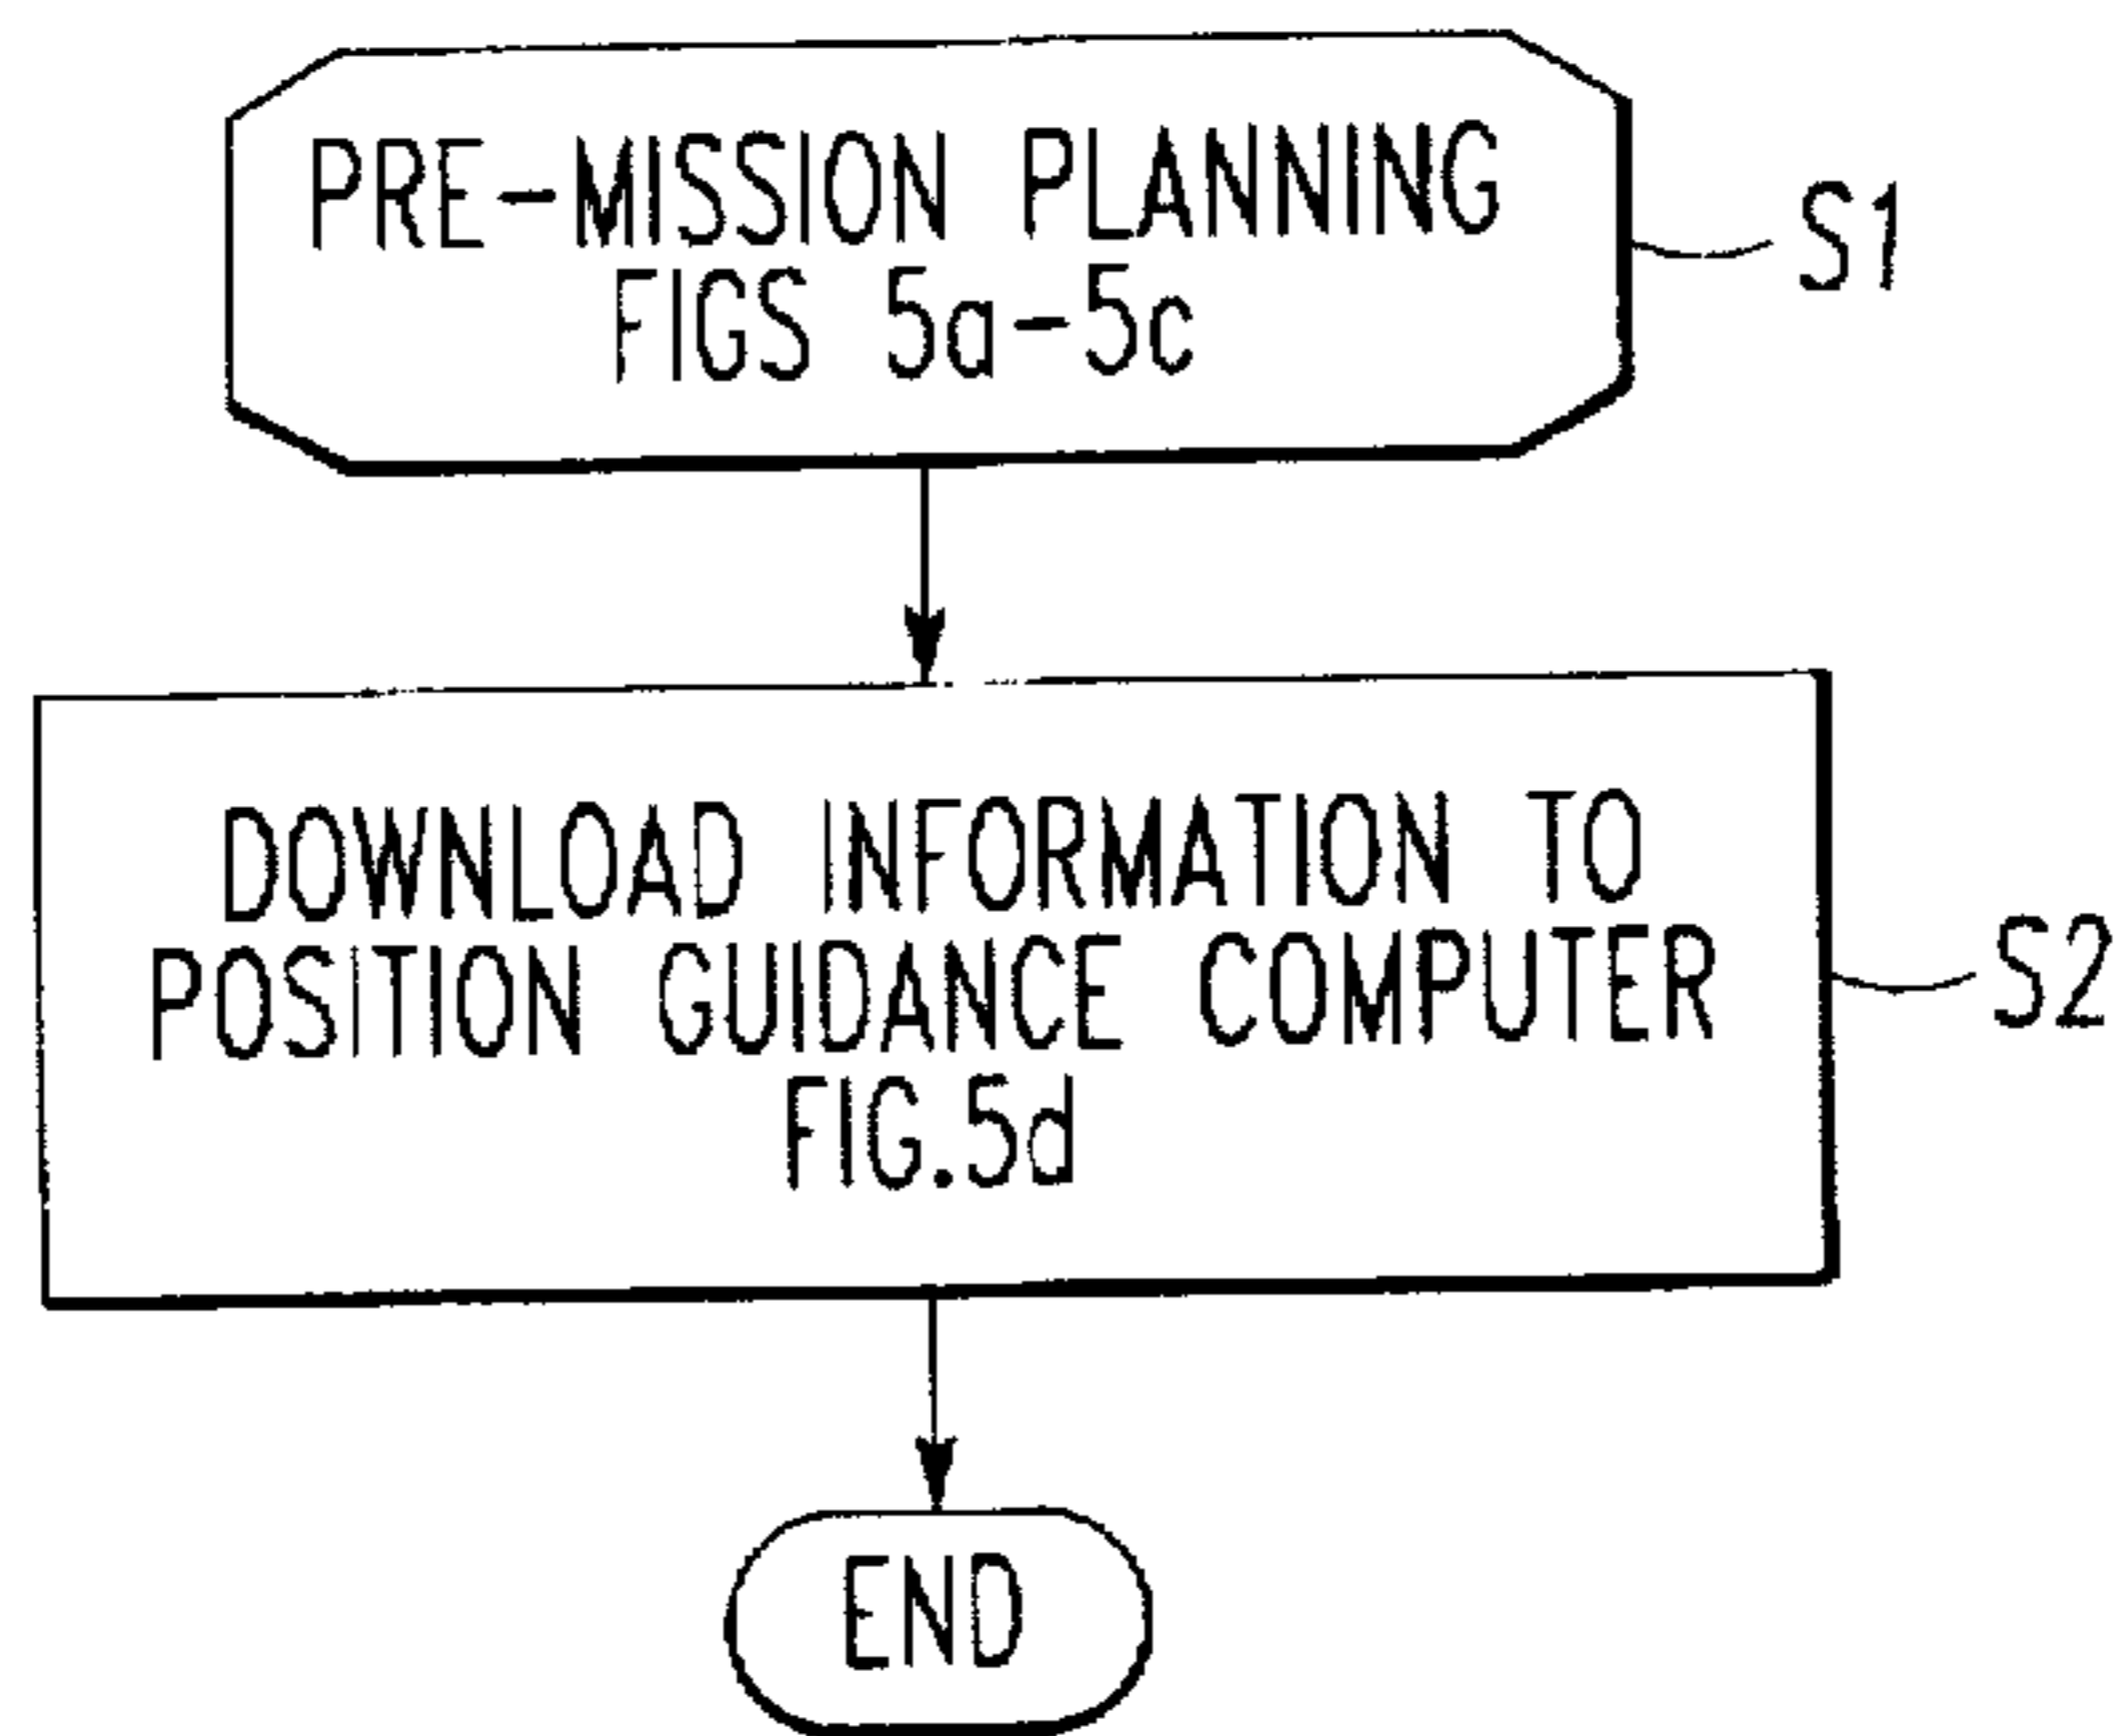 PRE-MISSION PLANNING
FIGS 5a-5c
S1
DOWNLOAD INFORMATION TO
POSITION GUIDANCE COMPUTER
FIG.5d
S2
END